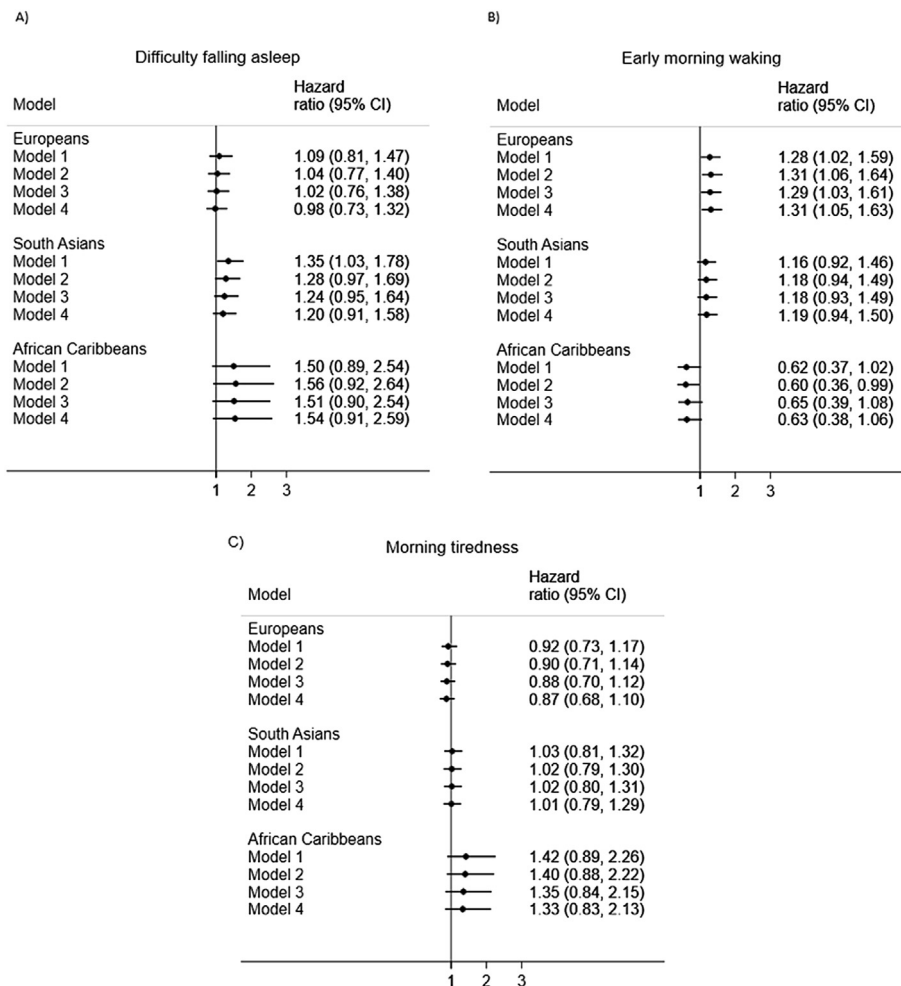 A)
Difficulty falling asleep
Hazard
Model ratio (95% CI)
Europeans
Model 1 1.09 (0.81, 1.47)
Model 2 1.04 (0.77, 1.40)
Model 3 1.02 (0.76, 1.38)
Model 4 0.98 (0.73, 1.32)
South Asians
Model 1 1.35 (1.03, 1.78)
Model 2 1.28 (0.97, 1.69)
Model 3 1.24 (0.95, 1.64)
Model 4 1.20 (0.91, 1.58)
African Caribbeans
Model 1 1.50 (0.89, 2.54)
Model 2 1.56 (0.92, 2.64)
Model 3 1.51 (0.90, 2.54)
Model 4 1.54 (0.91, 2.59)
1 2 3
B)
Early morning waking
Hazard
Model ratio (95% CI)
Europeans
Model 1 1.28 (1.02, 1.59)
Model 2 1.31 (1.06, 1.64)
Model 3 1.29 (1.03, 1.61)
Model 4 1.31 (1.05, 1.63)
South Asians
Model 1 1.16 (0.92, 1.46)
Model 2 1.18 (0.94, 1.49)
Model 3 1.18 (0.93, 1.49)
Model 4 1.19 (0.94, 1.50)
African Caribbeans
Model 1 0.62 (0.37, 1.02)
Model 2 0.60 (0.36, 0.99)
Model 3 0.65 (0.39, 1.08)
Model 4 0.63 (0.38, 1.06)
1 2 3
C)
Morning tiredness
Hazard
Model ratio (95% CI)
Europeans
Model 1 0.92 (0.73, 1.17)
Model 2 0.90 (0.71, 1.14)
Model 3 0.88 (0.70, 1.12)
Model 4 0.87 (0.68, 1.10)
South Asians
Model 1 1.03 (0.81, 1.32)
Model 2 1.02 (0.79, 1.30)
Model 3 1.02 (0.80, 1.31)
Model 4 1.01 (0.79, 1.29)
African Caribbeans
Model 1 1.42 (0.89, 2.26)
Model 2 1.40 (0.88, 2.22)
Model 3 1.35 (0.84, 2.15)
Model 4 1.33 (0.83, 2.13)
1 2 3